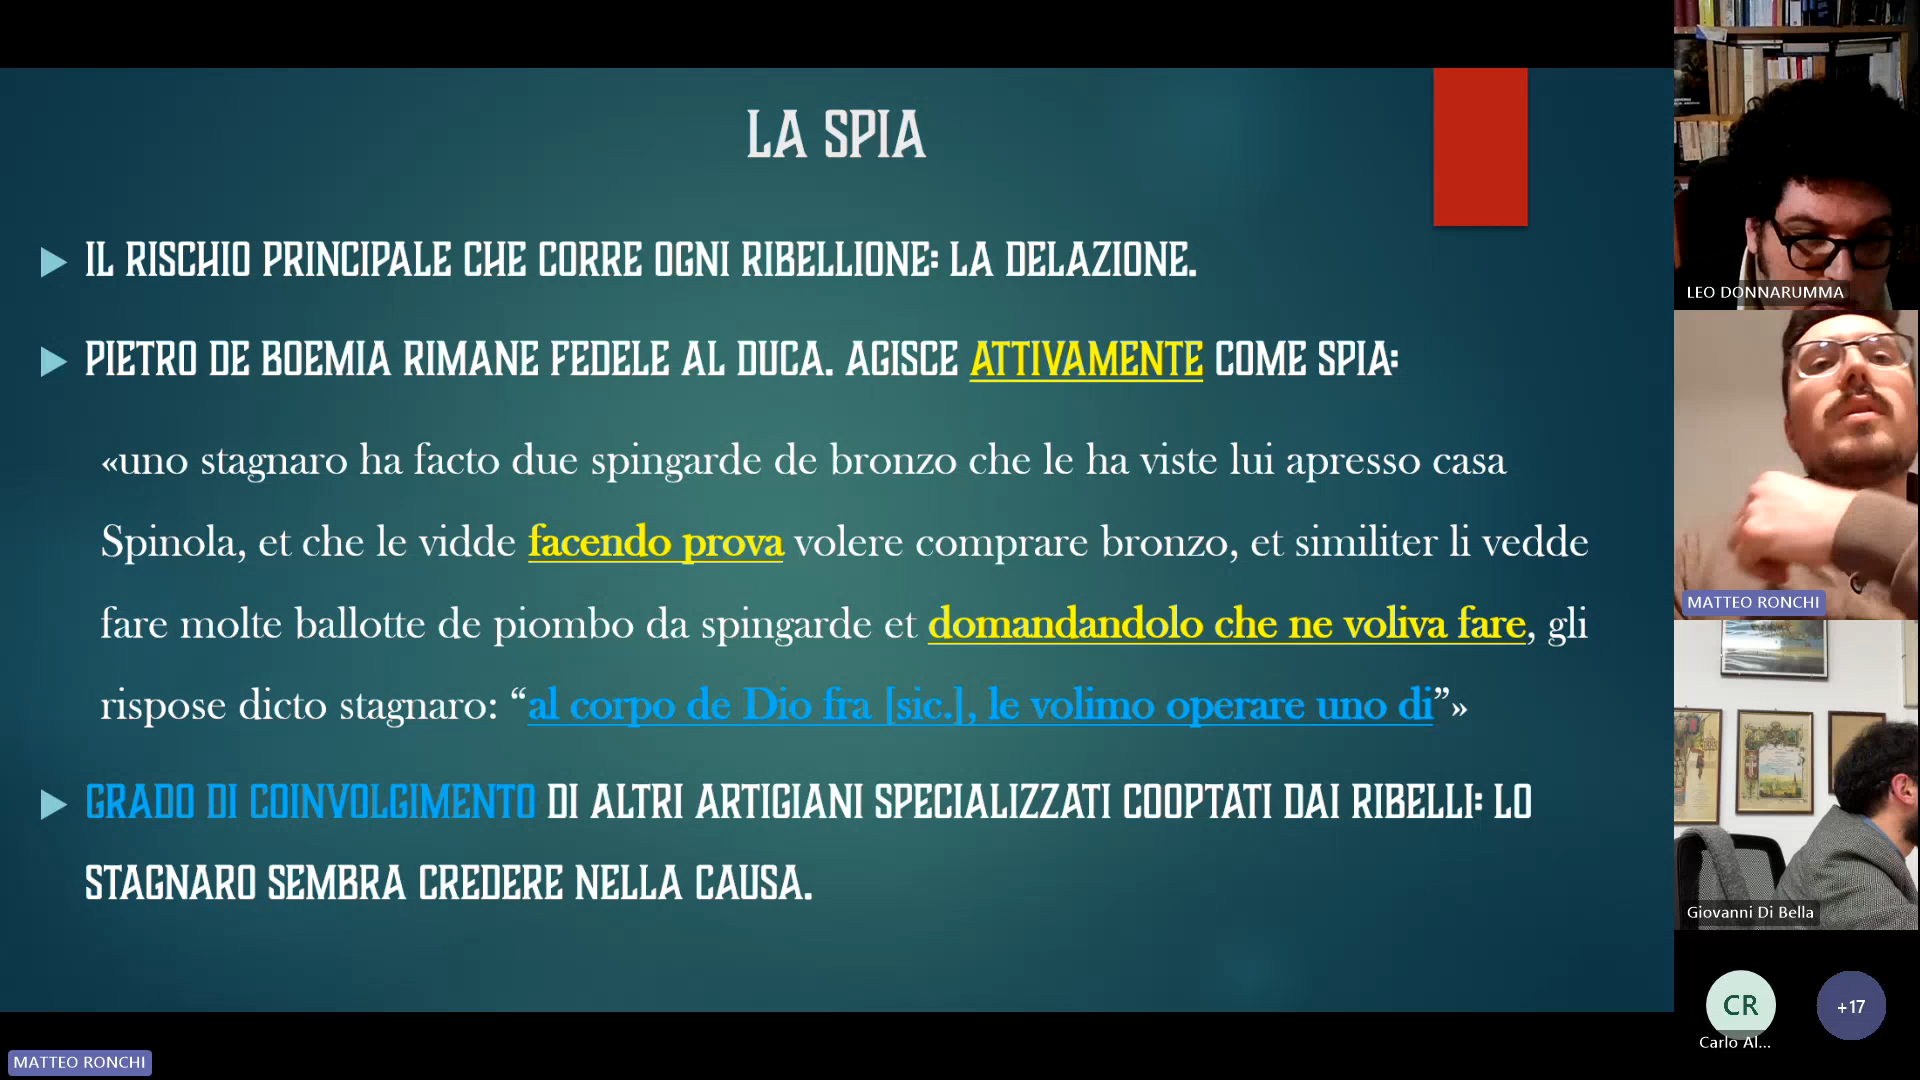 LA SPIA
IL RISCHIO PRINCIPALE CHE CORRE OGNI RIBELLIONE: LA DELAZIONE.
PIETRO DE BOEMIA RIMANE FEDELE AL DUCA. AGISCE ATTIVAMENTE COME SPIA:
«uno stagnaro ha facto due spingarde de bronzo che le ha viste lui apresso casa
Spinola, et che le vidde facendo prova volere comprare bronzo, et similiter li vedde
fare molte ballotte de piombo da spingarde et domandandolo che ne voliva fare, gli
rispose dicto stagnaro: “al corpo de Dio fra [sic.], le volimo operare uno di”»
GRADO DI COINVOLGIMENTO DI ALTRI ARTIGIANI SPECIALIZZATI COOPTATI DAI RIBELLI: LO
STAGNARO SEMBRA CREDERE NELLA CAUSA.
MATTEO RONCHI
LEO DONNARUMMA
MATTEO RONCHI
Giovanni Di Bella
CR
Carlo Al...
+17